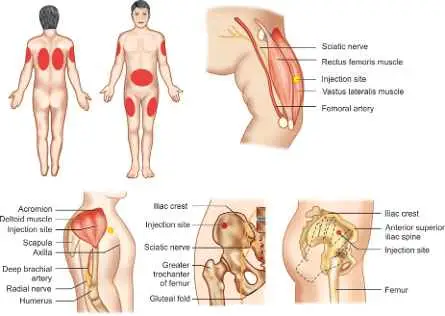 Sciatic nerve
Rectus femoris muscle
Injection site
Vastus lateralis muscle
Femoral artery
Acromion
Deltoid muscle
Injection site
Scapula
Axilla
Deep brachial
artery
Radial nerve
Humerus
Iliac crest
Injection site
Sciatic nerve
Greater
trochanter
of femur
Gluteal fold
Iliac crest
Anterior superior
iliac spine
Injection site
Femur